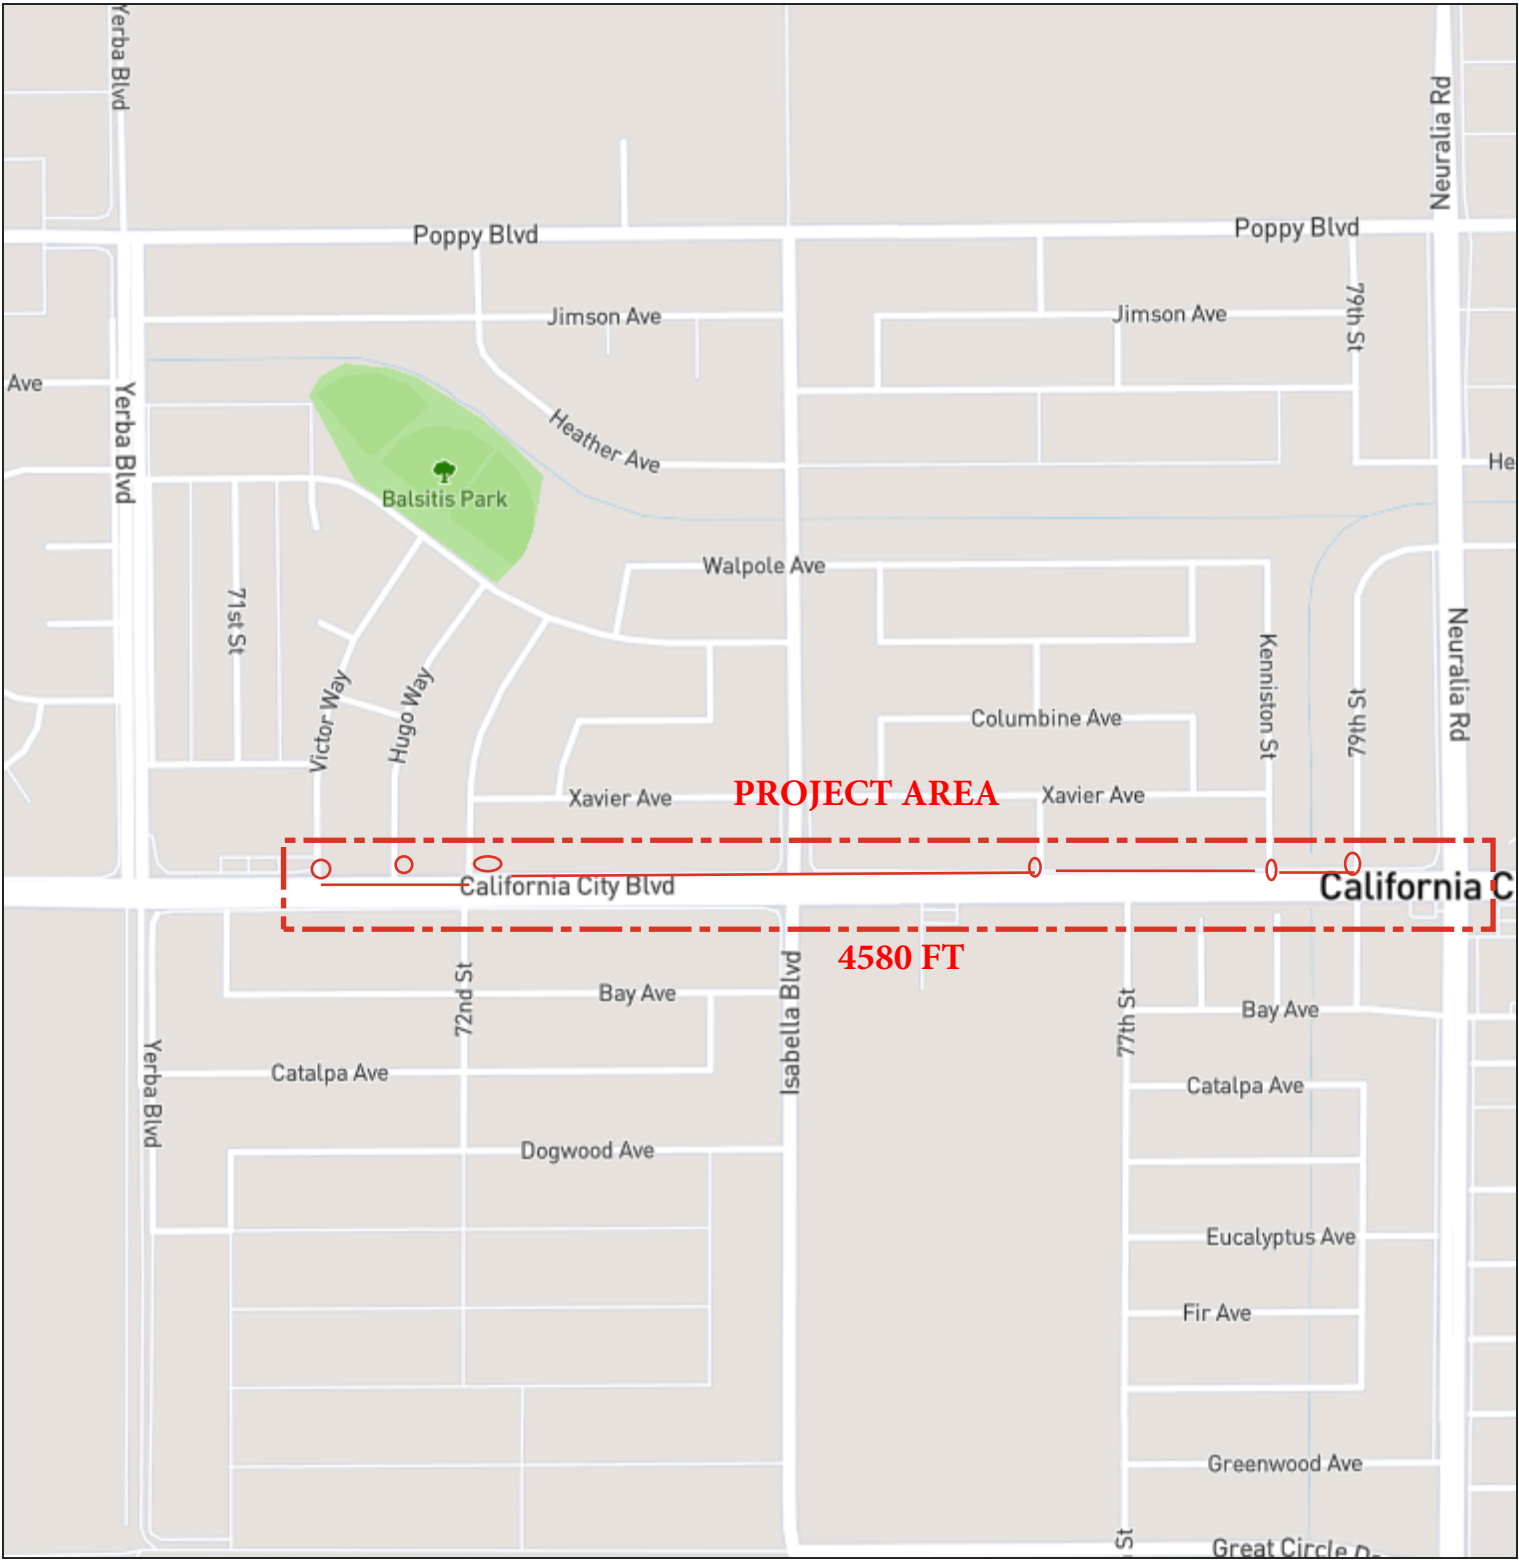 Yerba Blvd
Neuralia Rd
Poppy Blvd
Poppy Blvd
Jimson Ave
Jimson Ave
79th St
Ave
Yerba Blvd
Heather Ave
He
Balsitis Park
Walpole Ave
71st St
Kenniston St
Neuralia Rd
Victor Way
Hugo Way
79th St
Columbine Ave
Xavier Ave
PROJECT AREA
Xavier Ave
California City Blvd
California C
4580 FT
72nd St
Bay Ave
Isabella Blvd
77th St
Bay Ave
Yerba Blvd
Catalpa Ave
Catalpa Ave
Dogwood Ave
Eucalyptus Ave
Fir Ave
Greenwood Ave
St
Great Circle D